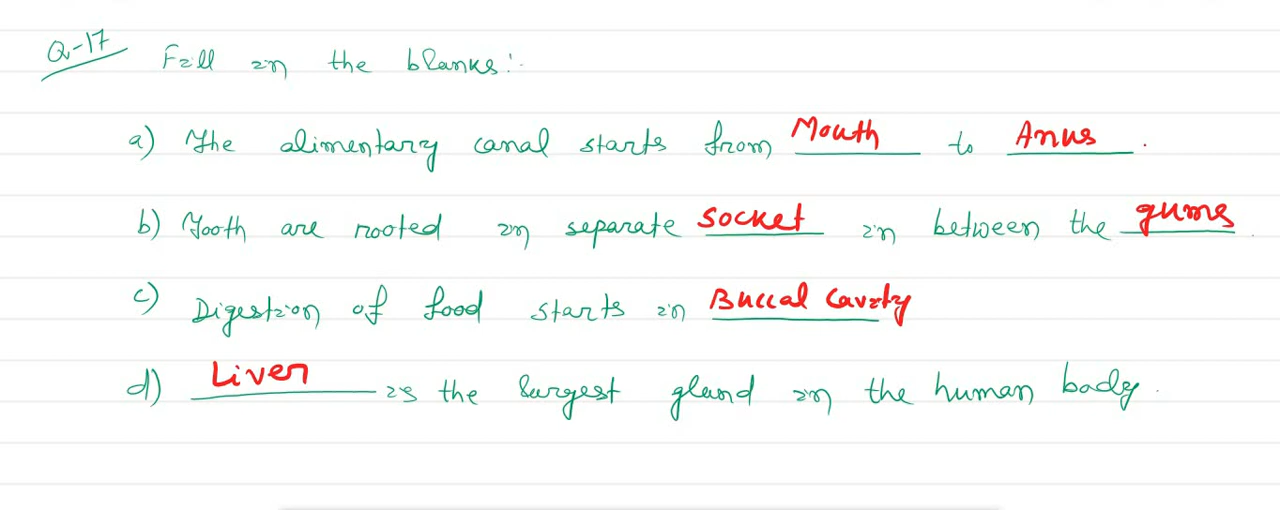 Q-17 Fill in the blanks:-
a) The alimentary canal starts from Mouth to Anus.
b) Tooth are rooted in separate socket in between the gums.
c) Digestion of food starts in Buccal Cavity
d) Liver is the largest gland in the human body.